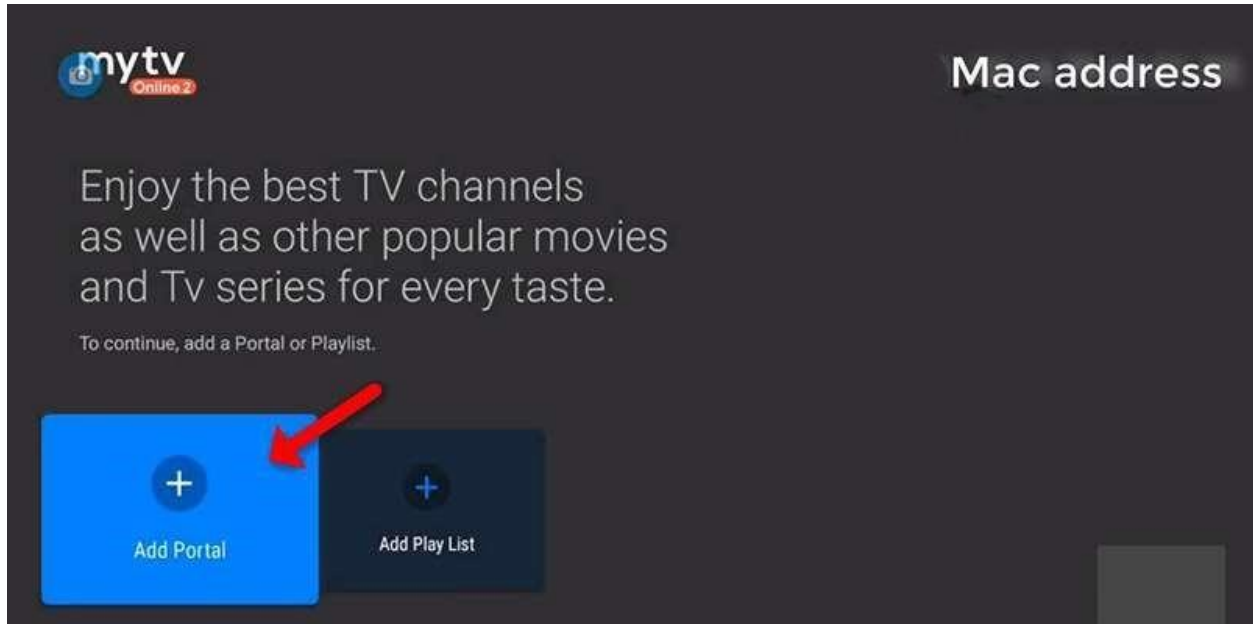 mytv
Online 2
Mac address
Enjoy the best TV channels
as well as other popular movies
and Tv series for every taste.
To continue, add a Portal or Playlist.
Add Portal
Add Play List